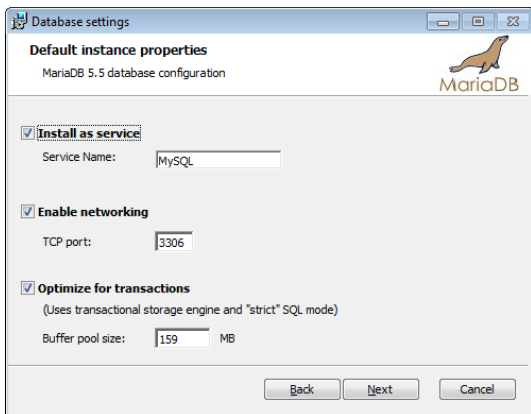 Database settings
Default instance properties
MariaDB 5.5 database configuration
MariaDB
Install as service
Service Name: MySQL
Enable networking
TCP port: 3306
Optimize for transactions
(Uses transactional storage engine and "strict" SQL mode)
Buffer pool size: 159 MB
Back Next Cancel